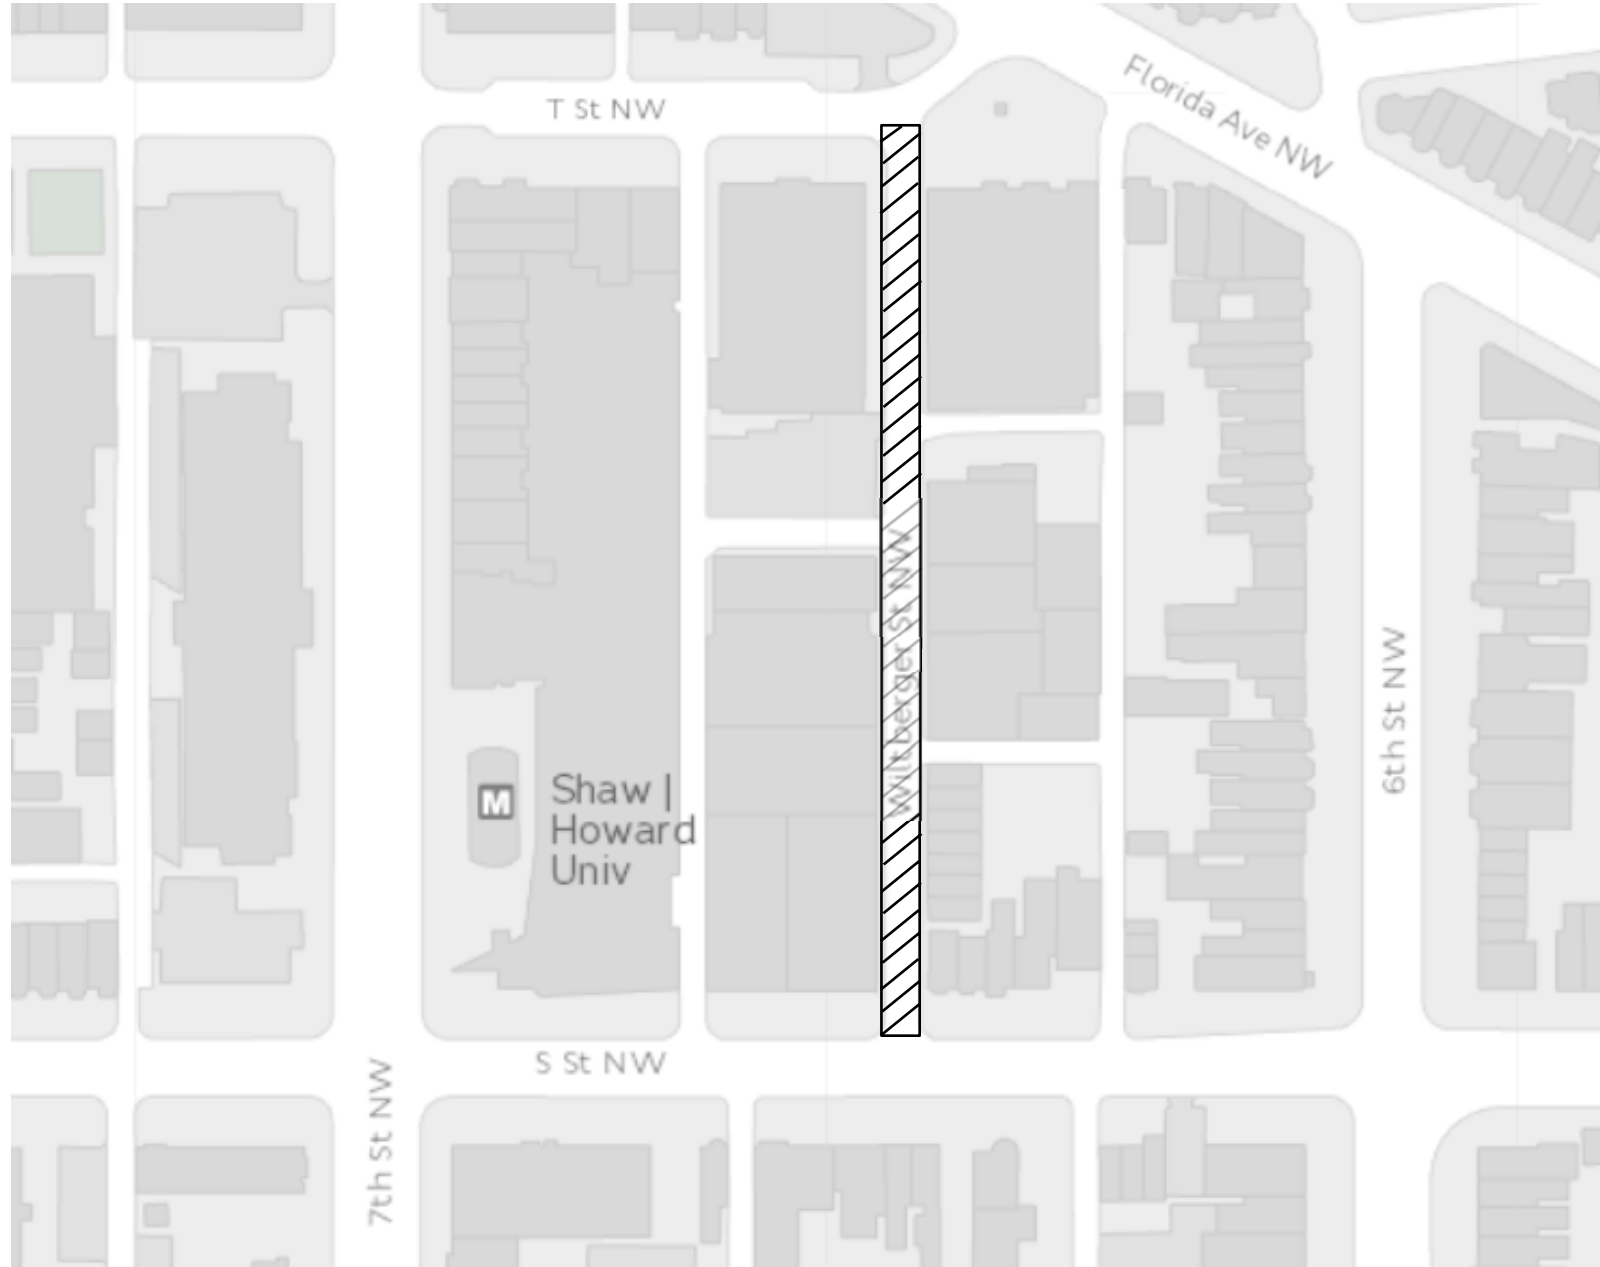 T St NW
Florida Ave NW
Wiltberger St NW
6th St NW
M
Shaw |
Howard
Univ
S St NW
7th St NW